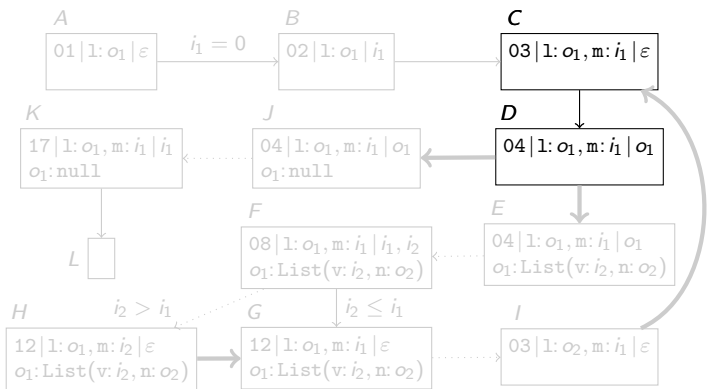 A
01 | l: o₁ | ε
i₁ = 0
B
02 | l: o₁ | i₁
C
03 | l: o₁, m: i₁ | ε
K
17 | l: o₁, m: i₁ | i₁
o₁: null
J
04 | l: o₁, m: i₁ | o₁
o₁: null
D
04 | l: o₁, m: i₁ | o₁
L
F
08 | l: o₁, m: i₁ | i₁, i₂
o₁: List(v: i₂, n: o₂)
E
04 | l: o₁, m: i₁ | o₁
o₁: List(v: i₂, n: o₂)
i₂ > i₁
i₂ ≤ i₁
H
12 | l: o₁, m: i₂ | ε
o₁: List(v: i₂, n: o₂)
G
12 | l: o₁, m: i₁ | ε
o₁: List(v: i₂, n: o₂)
I
03 | l: o₂, m: i₁ | ε